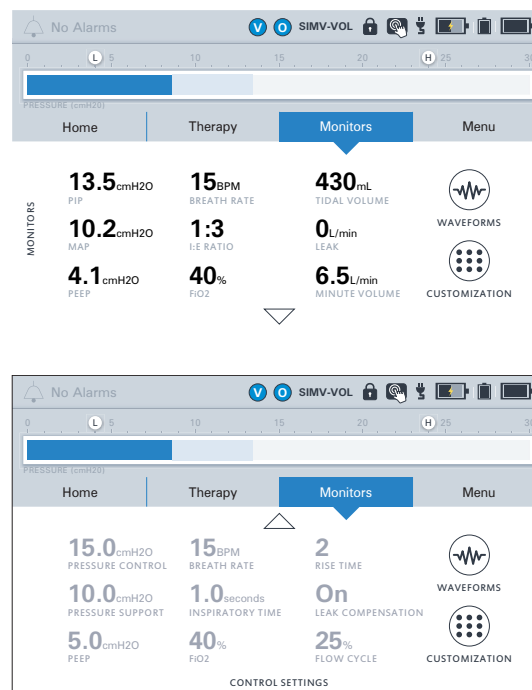 No Alarms V O SIMV-VOL
0 L 5 10 15 20 H 25 30
PRESSURE (cmH20)
Home Therapy Monitors Menu
MONITORS
13.5cmH2O 15BPM 430mL
PIP BREATH RATE TIDAL VOLUME
WAVEFORMS
10.2cmH2O 1:3 0L/min
MAP I:E RATIO LEAK
4.1cmH2O 40% 6.5L/min
PEEP FiO2 MINUTE VOLUME CUSTOMIZATION
No Alarms V O SIMV-VOL
0 L 5 10 15 20 H 25 30
PRESSURE (cmH20)
Home Therapy Monitors Menu
15.0cmH2O 15BPM 2
PRESSURE CONTROL BREATH RATE RISE TIME
WAVEFORMS
10.0cmH2O 1.0seconds On
PRESSURE SUPPORT INSPIRATORY TIME LEAK COMPENSATION
5.0cmH2O 40% 25%
PEEP FiO2 FLOW CYCLE CUSTOMIZATION
CONTROL SETTINGS